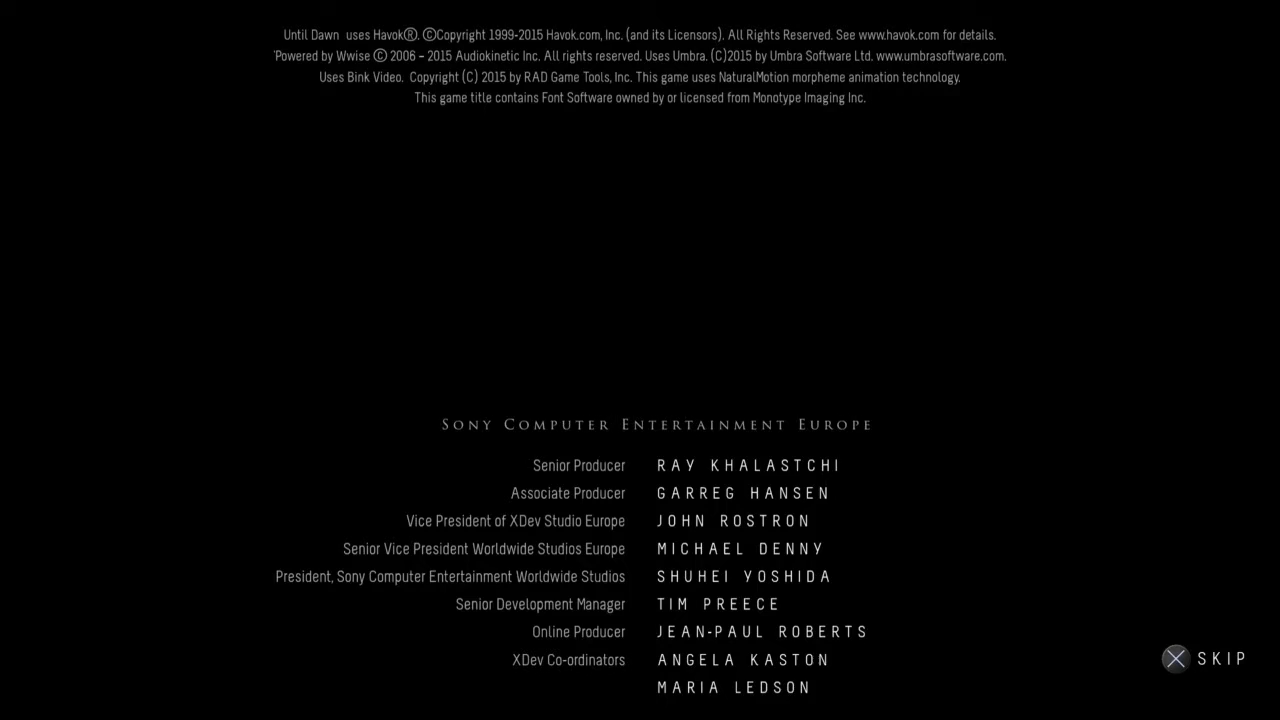 Until Dawn uses Havok®. ©Copyright 1999-2015 Havok.com, Inc. (and its Licensors). All Rights Reserved. See www.havok.com for details.
'Powered by Wwise © 2006 – 2015 Audiokinetic Inc. All rights reserved. Uses Umbra. (C)2015 by Umbra Software Ltd. www.umbrasoftware.com.
Uses Bink Video. Copyright (C) 2015 by RAD Game Tools, Inc. This game uses NaturalMotion morpheme animation technology.
This game title contains Font Software owned by or licensed from Monotype Imaging Inc.
Sony Computer Entertainment Europe
Senior Producer RAY KHALASTCHI
Associate Producer GARREG HANSEN
Vice President of XDev Studio Europe JOHN ROSTRON
Senior Vice President Worldwide Studios Europe MICHAEL DENNY
President, Sony Computer Entertainment Worldwide Studios SHUHEI YOSHIDA
Senior Development Manager TIM PREECE
Online Producer JEAN-PAUL ROBERTS
XDev Co-ordinators ANGELA KASTON
MARIA LEDSON
SKIP